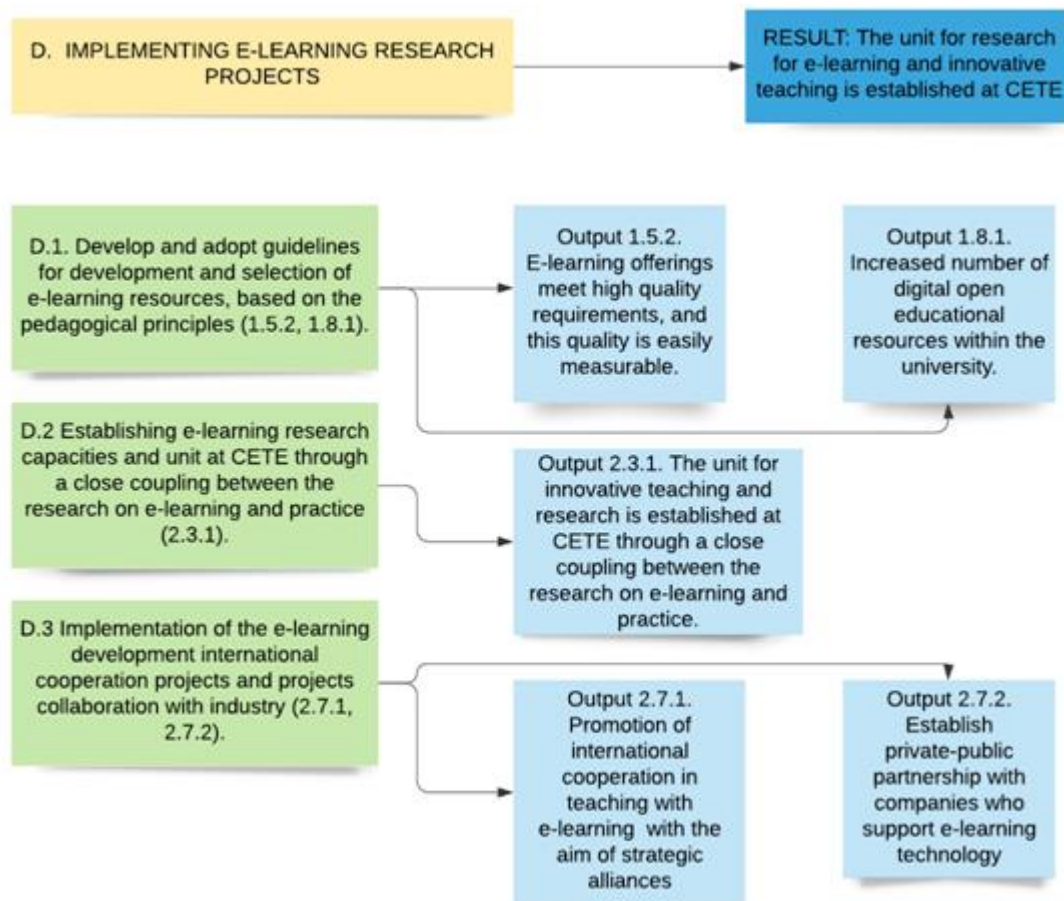 D. IMPLEMENTING E-LEARNING RESEARCH
PROJECTS
RESULT: The unit for research
for e-learning and innovative
teaching is established at CETE
D.1. Develop and adopt guidelines
for development and selection of
e-learning resources, based on the
pedagogical principles (1.5.2, 1.8.1).
Output 1.5.2.
E-learning offerings
meet high quality
requirements, and
this quality is easily
measurable.
Output 1.8.1.
Increased number of
digital open
educational
resources within the
university.
D.2 Establishing e-learning research
capacities and unit at CETE through
a close coupling between the
research on e-learning and practice
(2.3.1).
Output 2.3.1. The unit for
innovative teaching and
research is established at
CETE through a close
coupling between the
research on e-learning and
practice.
D.3 Implementation of the e-learning
development international
cooperation projects and projects
collaboration with industry (2.7.1,
2.7.2).
Output 2.7.1.
Promotion of
international
cooperation in
teaching with
e-learning with the
aim of strategic
alliances
Output 2.7.2.
Establish
private-public
partnership with
companies who
support e-learning
technology